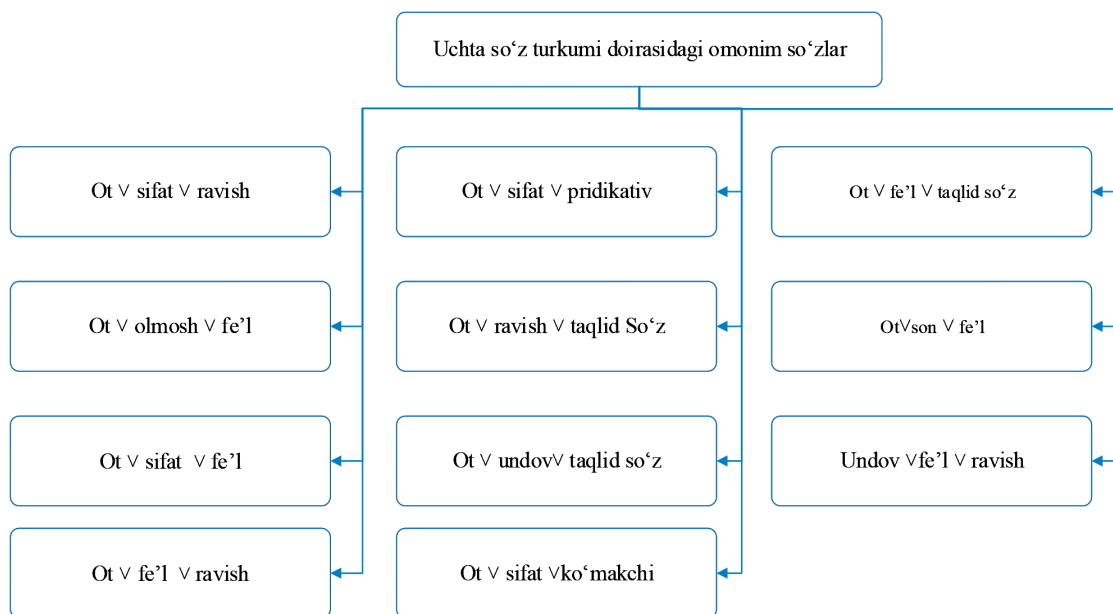 Uchta so‘z turkumi doirasidagi omonim so‘zlar
Ot ˅ sifat ˅ ravish
Ot ˅ sifat ˅ pridikativ
Ot ˅ fe’l ˅ taqlid so‘z
Ot ˅ olmosh ˅ fe’l
Ot ˅ ravish ˅ taqlid So‘z
Ot˅son ˅ fe’l
Ot ˅ sifat ˅ fe’l
Ot ˅ undov˅ taqlid so‘z
Undov ˅fe’l ˅ ravish
Ot ˅ fe’l ˅ ravish
Ot ˅ sifat ˅ko‘makchi